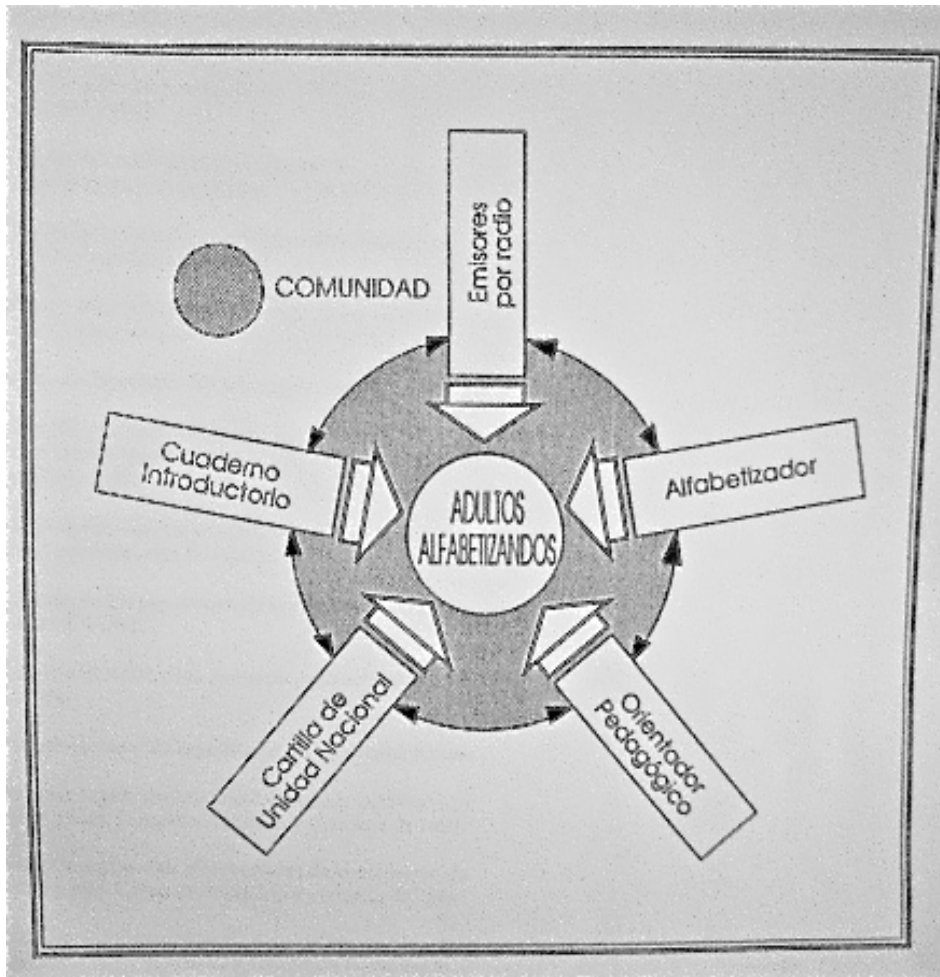 Emisores
por radio
COMUNIDAD
Cuaderno
Introductorio
Alfabetizador
ADULTOS
ALFABETIZANDOS
Cartilla de
Unidad Nacional
Orientador
Pedagógico